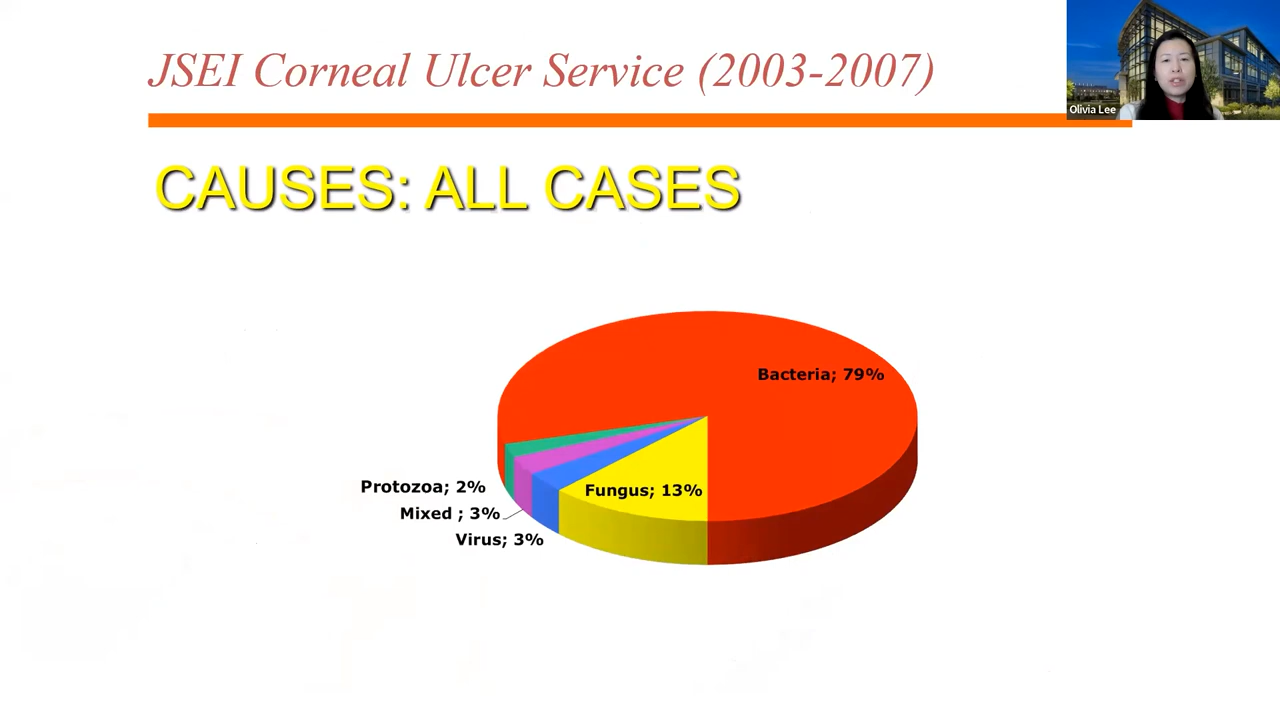 JSEI Corneal Ulcer Service (2003-2007)
Olivia Lee
CAUSES: ALL CASES
Bacteria; 79%
Protozoa; 2%
Fungus; 13%
Mixed ; 3%
Virus; 3%